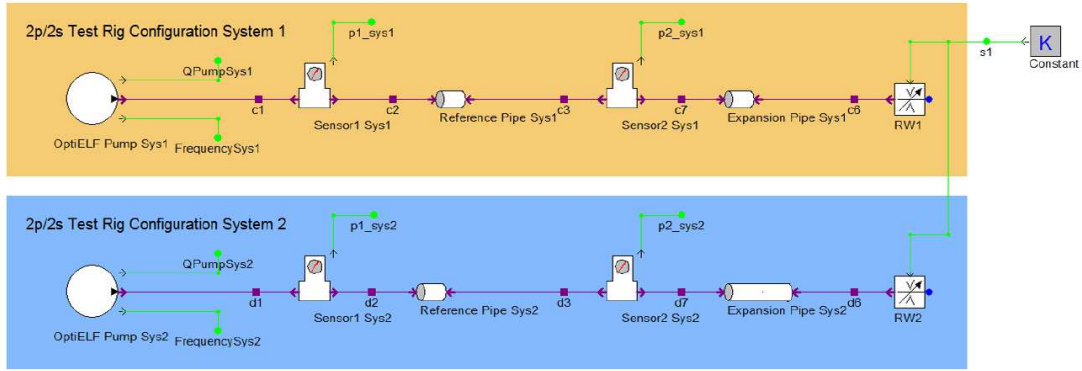 2p/2s Test Rig Configuration System 1
p1_sys1
p2_sys1
K
s1
Constant
QPumpSys1
c1
c2
c3
c7
c6
Reference Pipe Sys1
Expansion Pipe Sys1
Sensor1 Sys1
Sensor2 Sys1
RW1
OptiELF Pump Sys1
FrequencySys1
2p/2s Test Rig Configuration System 2
p1_sys2
p2_sys2
QPumpSys2
d1
d2
d3
d7
d6
Sensor1 Sys2
Reference Pipe Sys2
Sensor2 Sys2
Expansion Pipe Sys2
RW2
OptiELF Pump Sys2
FrequencySys2